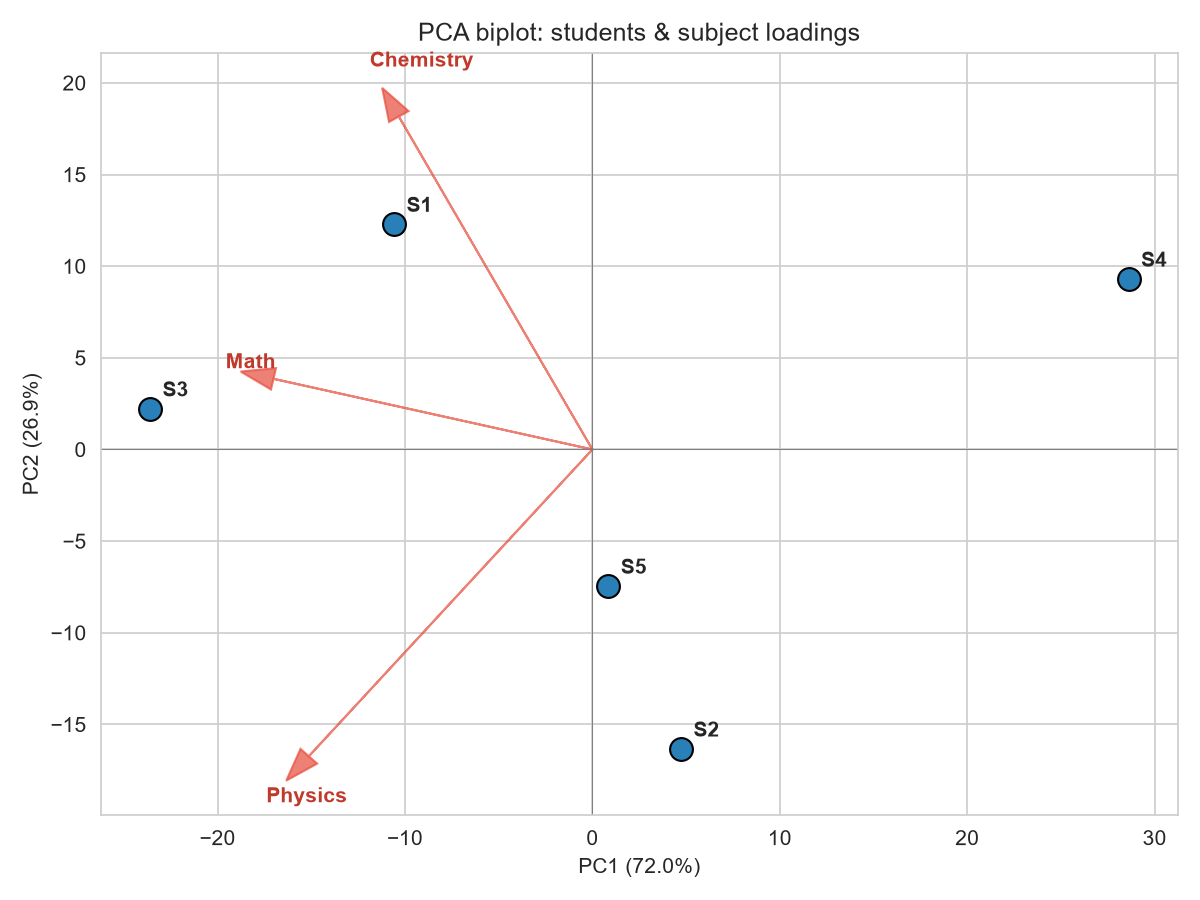 PCA biplot: students & subject loadings
Chemistry
20
15
S1
10
S4
5
Math
S3
PC2 (26.9%)
0
−5
S5
−10
−15
S2
Physics
−20
−10
0
10
20
30
PC1 (72.0%)